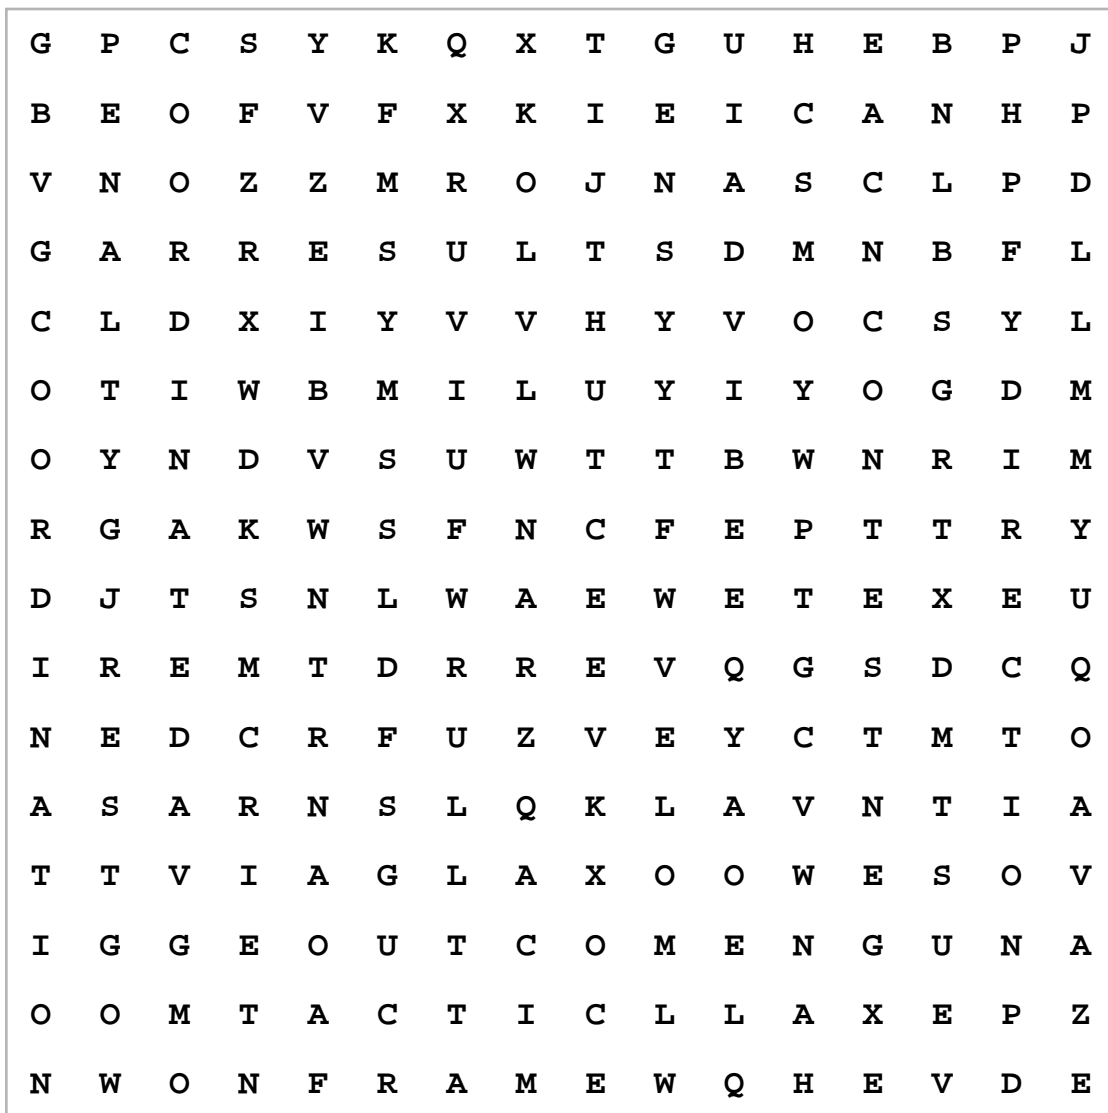 G P C S Y K Q X T G U H E B P J
B E O F V F X K I E I C A N H P
V N O Z Z M R O J N A S C L P D
G A R R E S U L T S D M N B F L
C L D X I Y V V H Y V O C S Y L
O T I W B M I L U Y I Y O G D M
O Y N D V S U W T T B W N R I M
R G A K W S F N C F E P T T R Y
D J T S N L W A E W E T E X E U
I R E M T D R R E V Q G S D C Q
N E D C R F U Z V E Y C T M T O
A S A R N S L Q K L A V N T I A
T T V I A G L A X O O W E S O V
I G G E O U T C O M E N G U N A
O O M T A C T I C L L A X E P Z
N W O N F R A M E W Q H E V D E